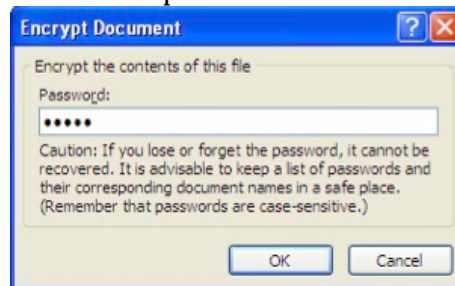 Encrypt Document
Encrypt the contents of this file
Password:
•••••
Caution: If you lose or forget the password, it cannot be
recovered. It is advisable to keep a list of passwords and
their corresponding document names in a safe place.
(Remember that passwords are case-sensitive.)
OK Cancel